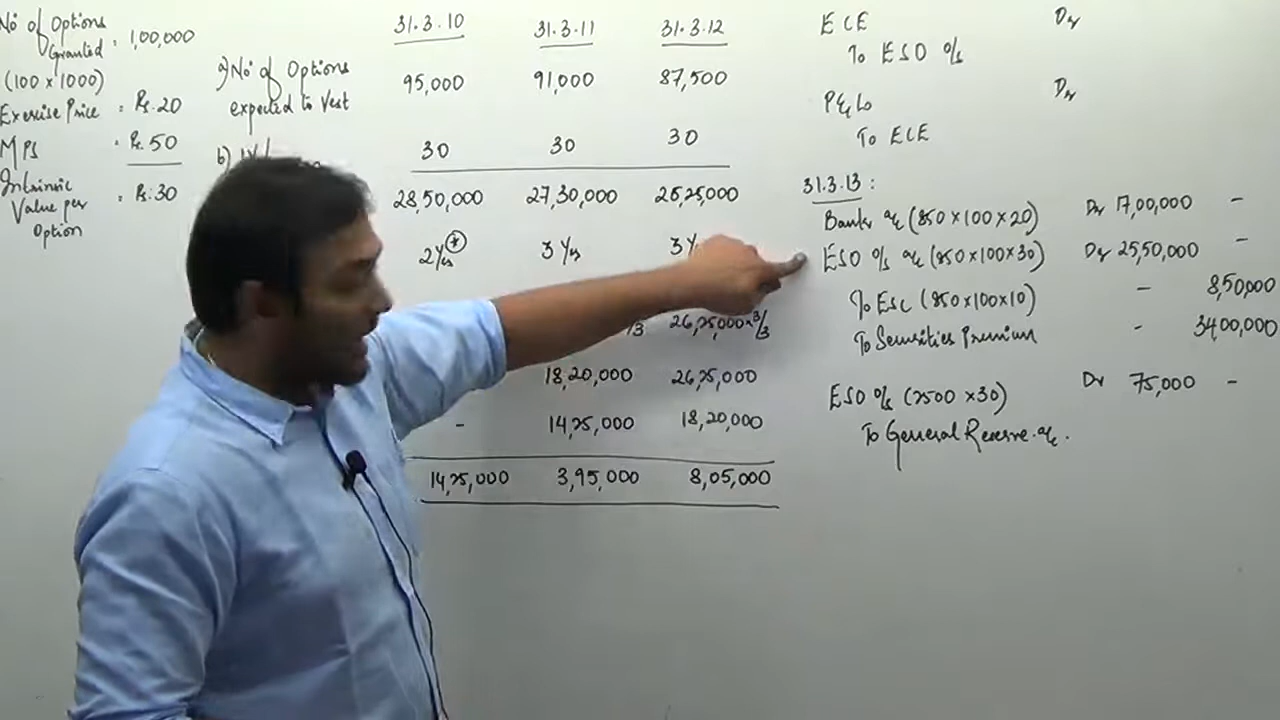 No of Options
Granted = 1,00,000
(100 x 1000)
Exercise Price = Rs. 20
MPS = Rs. 50
Intrinsic
Value per = Rs. 30
Option
31.3.10 31.3.11 31.3.12
a) No of Options 95,000 91,000 87,500
expected to Vest
b) 30 30 30
28,50,000 27,30,000 26,25,000
2 Yrs (*) 3 Yrs 3 Y
/3 26,25,000 x 3/3
18,20,000 26,25,000
- 14,25,000 18,20,000
14,25,000 3,95,000 8,05,000
ECE Dr
To ESO o/s
P&L Dr
To ECE
31.3.13 :
Bank a/c (850 x 100 x 20) Dr 17,00,000 -
ESO o/s a/c (850 x 100 x 30) Dr 25,50,000 -
To ESC (850 x 100 x 10) - 8,50,000
To Securities Premium - 3400,000
ESO o/s (2500 x 30) Dr 75,000 -
To General Reserve a/c.